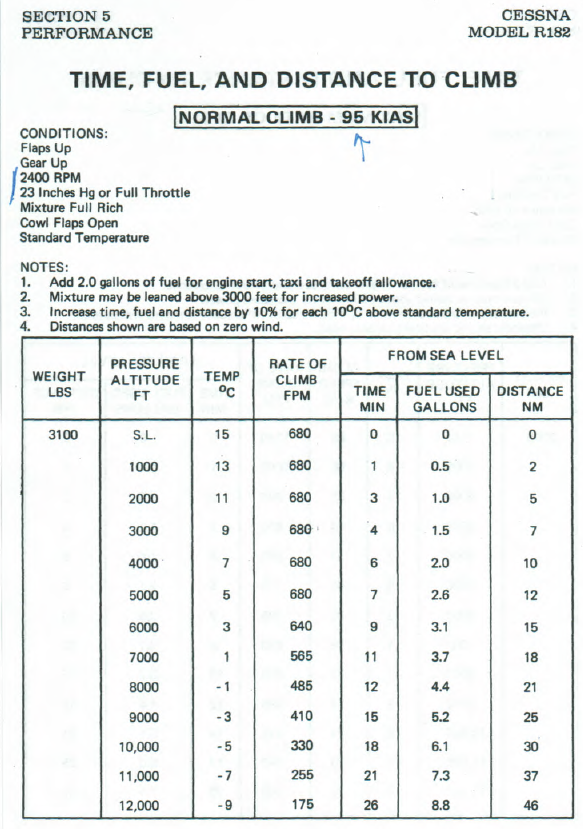 SECTION 5
PERFORMANCE
CESSNA
MODEL R182
TIME, FUEL, AND DISTANCE TO CLIMB
NORMAL CLIMB - 95 KIAS
CONDITIONS:
Flaps Up
Gear Up
2400 RPM
23 Inches Hg or Full Throttle
Mixture Full Rich
Cowl Flaps Open
Standard Temperature
NOTES:
1. Add 2.0 gallons of fuel for engine start, taxi and takeoff allowance.
2. Mixture may be leaned above 3000 feet for increased power.
3. Increase time, fuel and distance by 10% for each 10°C above standard temperature.
4. Distances shown are based on zero wind.
WEIGHT LBS PRESSURE ALTITUDE FT TEMP °C RATE OF CLIMB FPM FROM SEA LEVEL
TIME MIN FUEL USED GALLONS DISTANCE NM
3100 S.L. 15 680 0 0 0
1000 13 680 1 0.5 2
2000 11 680 3 1.0 5
3000 9 680 4 1.5 7
4000 7 680 6 2.0 10
5000 5 680 7 2.6 12
6000 3 640 9 3.1 15
7000 1 565 11 3.7 18
8000 -1 485 12 4.4 21
9000 -3 410 15 5.2 25
10,000 -5 330 18 6.1 30
11,000 -7 255 21 7.3 37
12,000 -9 175 26 8.8 46